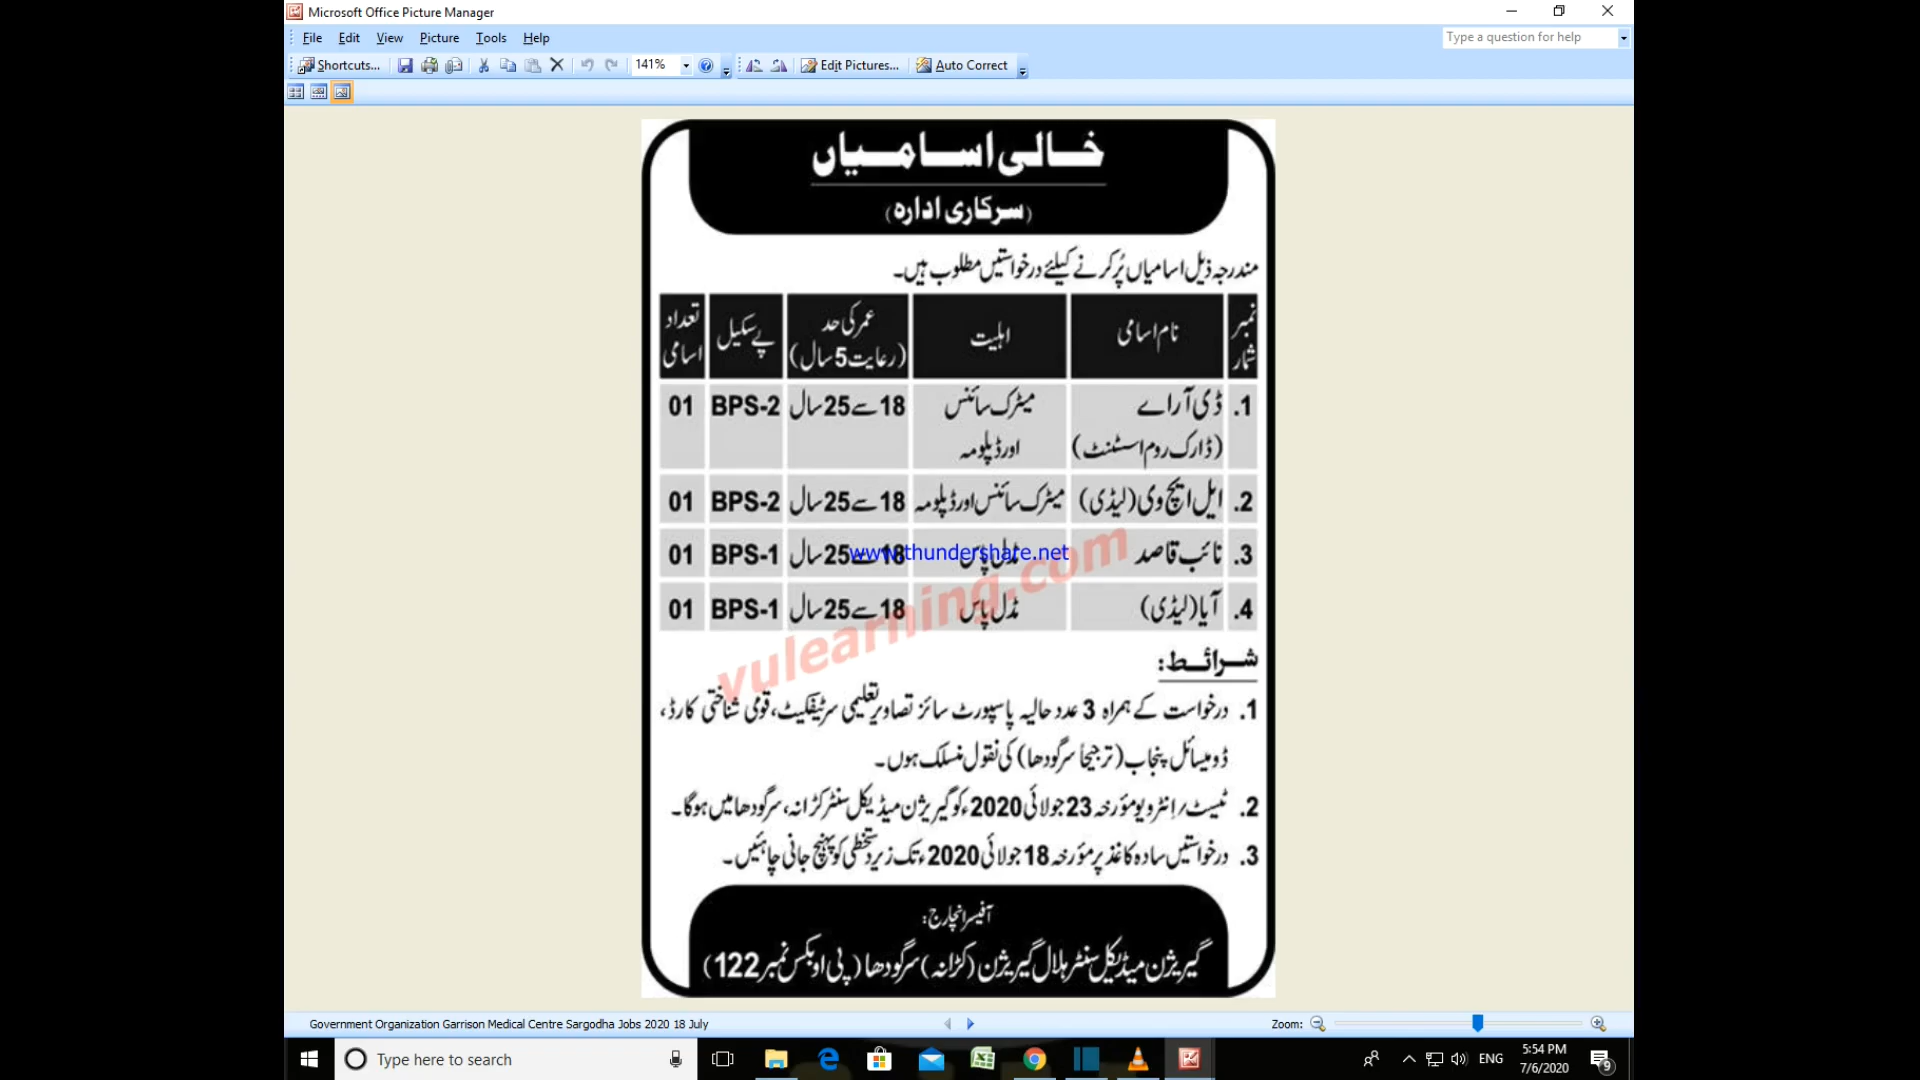 Microsoft Office Picture Manager
File Edit View Picture Tools Help
Type a question for help
Shortcuts... 141% Edit Pictures... Auto Correct
خالی اسامیاں
(سرکاری ادارہ)
مندرجہ ذیل اسامیاں پُر کرنے کیلئے درخواستیں مطلوب ہیں۔
نمبر شمار نام اسامی اہلیت عمر کی حد (رعایت 5 سال) پے سکیل تعداد اسامی
1. ڈی آر اے میٹرک سائنس 18 سے 25 سال BPS-2 01
(ڈارک روم اسسٹنٹ) اور ڈپلومہ
2. ایل ایچ وی (لیڈی) میٹرک سائنس اور ڈپلومہ 18 سے 25 سال BPS-2 01
3. نائب قاصد مڈل پاس 18 سے 25 سال BPS-1 01
www.thundershare.net
4. آیا (لیڈی) مڈل پاس 18 سے 25 سال BPS-1 01
vulearning.com
شرائط:
1. درخواست کے ہمراہ 3 عدد حالیہ پاسپورٹ سائز تصاویر تعلیمی سرٹیفکیٹ، قومی شناختی کارڈ،
ڈومیسائل پنجاب (ترجیحاً سرگودھا) کی نقول منسلک ہوں۔
2. ٹیسٹ/انٹرویو مؤرخہ 23 جولائی 2020ء کو گیریژن میڈیکل سنٹر کڑانہ، سرگودھا میں ہوگا۔
3. درخواستیں سادہ کاغذ پر مؤرخہ 18 جولائی 2020ء تک زیر دستخطی کو پہنچ جانی چاہئیں۔
آفیسر انچارج:
گیریژن میڈیکل سنٹر ہلال گیریژن (کڑانہ) سرگودھا (پی او بکس نمبر 122)
Government Organization Garrison Medical Centre Sargodha Jobs 2020 18 July
Zoom:
Type here to search
ENG
5:54 PM
7/6/2020
9